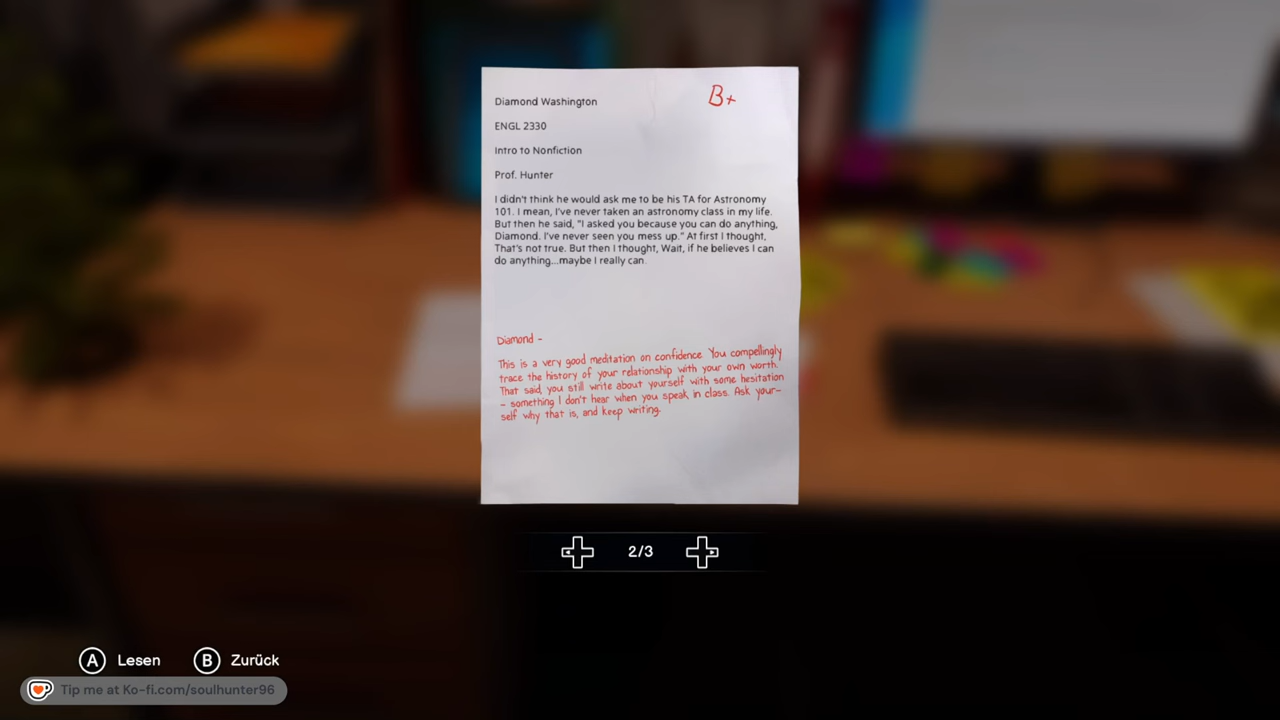 Diamond Washington
B+
ENGL 2330
Intro to Nonfiction
Prof. Hunter
I didn't think he would ask me to be his TA for Astronomy
101. I mean, I've never taken an astronomy class in my life.
But then he said, "I asked you because you can do anything,
Diamond. I've never seen you mess up." At first I thought,
That's not true. But then I thought, Wait, if he believes I can
do anything...maybe I really can.
Diamond -
This is a very good meditation on confidence. You compellingly
trace the history of your relationship with your own worth.
That said, you still write about yourself with some hesitation
- something I don't hear when you speak in class. Ask your-
self why that is, and keep writing.
2/3
A Lesen B Zurück
Tip me at Ko-fi.com/soulhunter96